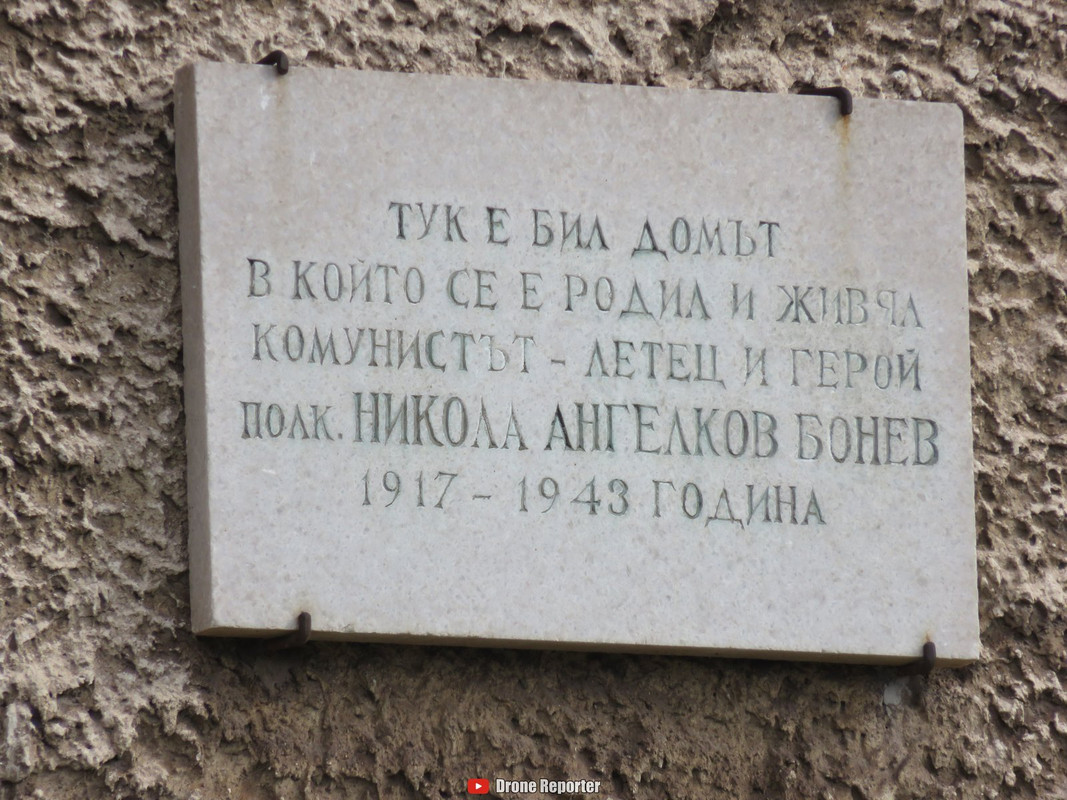 ТУК Е БИЛ ДОМЪТ
В КОЙТО СЕ Е РОДИЛ И ЖИВЯЛ
КОМУНИСТЪТ - ЛЕТЕЦ И ГЕРОЙ
ПОЛК. НИКОЛА АНГЕЛКОВ БОНЕВ
1917 - 1943 ГОДИНА
Drone Reporter